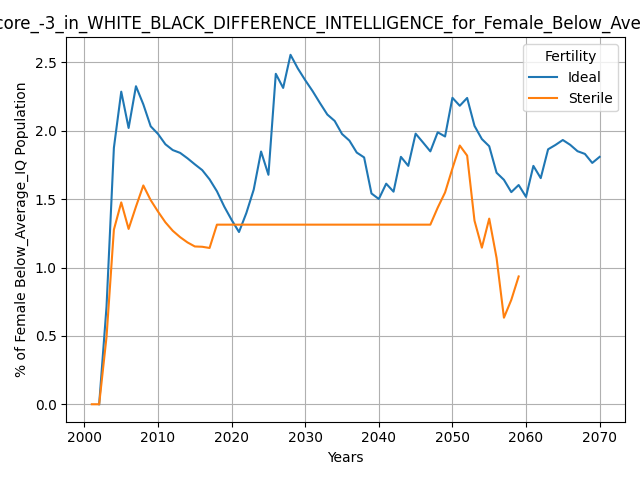 core_-3_in_WHITE_BLACK_DIFFERENCE_INTELLIGENCE_for_Female_Below_Ave
Fertility
Ideal
Sterile
% of Female Below_Average_IQ Population
2.5
2.0
1.5
1.0
0.5
0.0
2000 2010 2020 2030 2040 2050 2060 2070
Years